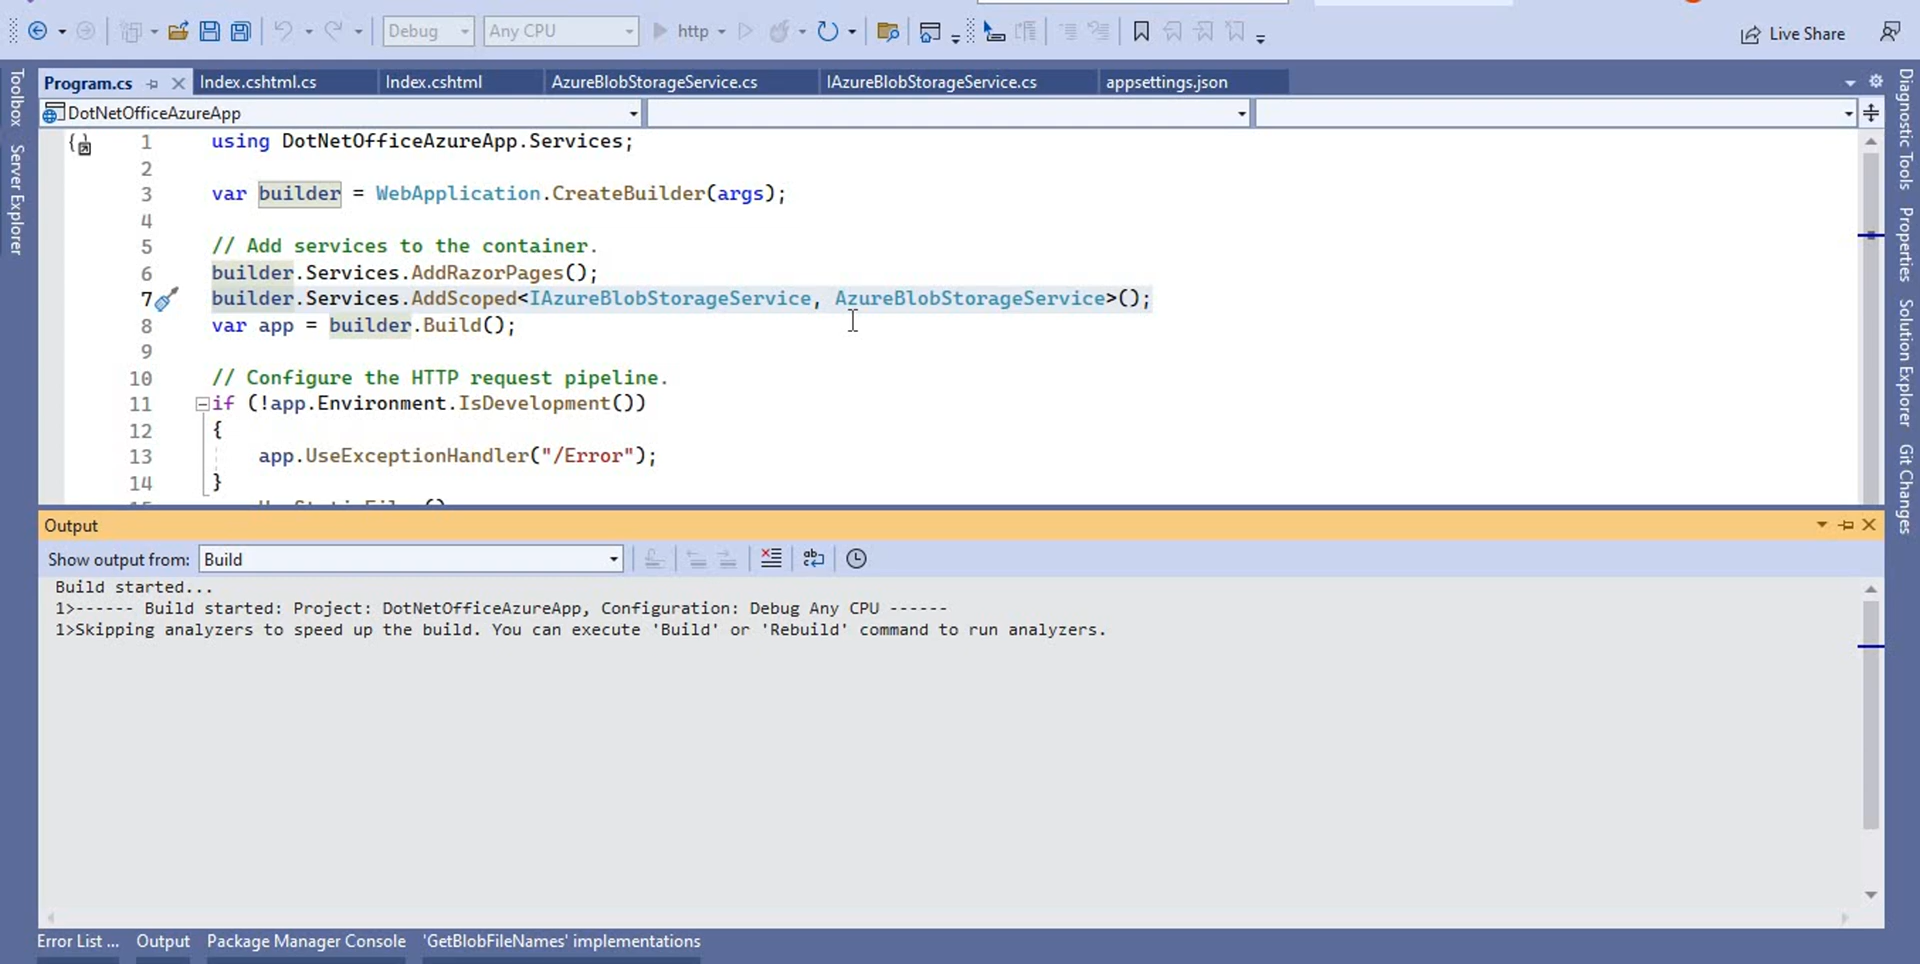 Debug
Any CPU
http
Live Share
Program.cs
Index.cshtml.cs
Index.cshtml
AzureBlobStorageService.cs
IAzureBlobStorageService.cs
appsettings.json
DotNetOfficeAzureApp
Toolbox
Server Explorer
1 using DotNetOfficeAzureApp.Services;
2
3 var builder = WebApplication.CreateBuilder(args);
4
5 // Add services to the container.
6 builder.Services.AddRazorPages();
7 builder.Services.AddScoped<IAzureBlobStorageService, AzureBlobStorageService>();
8 var app = builder.Build();
9
10 // Configure the HTTP request pipeline.
11 if (!app.Environment.IsDevelopment())
12 {
13 app.UseExceptionHandler("/Error");
14 }
Diagnostic Tools
Properties
Solution Explorer
Git Changes
Output
Show output from: Build
Build started...
1>------ Build started: Project: DotNetOfficeAzureApp, Configuration: Debug Any CPU ------
1>Skipping analyzers to speed up the build. You can execute 'Build' or 'Rebuild' command to run analyzers.
Error List ...
Output
Package Manager Console
'GetBlobFileNames' implementations